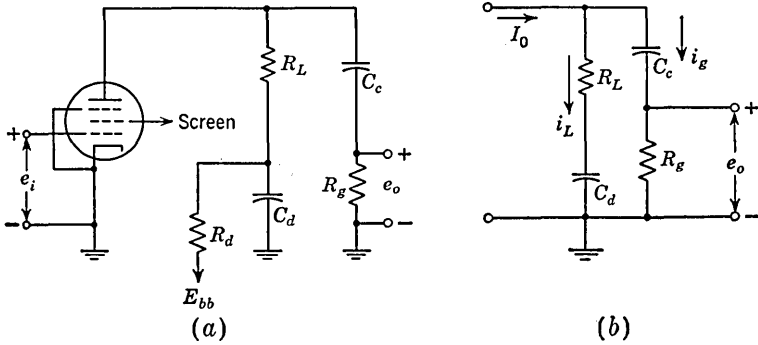 R_L
C_c
Screen
+
e_i
−
R_g
+
e_o
−
C_d
R_d
E_bb
(a)
I_0
i_g
R_L
C_c
i_L
+
R_g
e_o
C_d
−
(b)